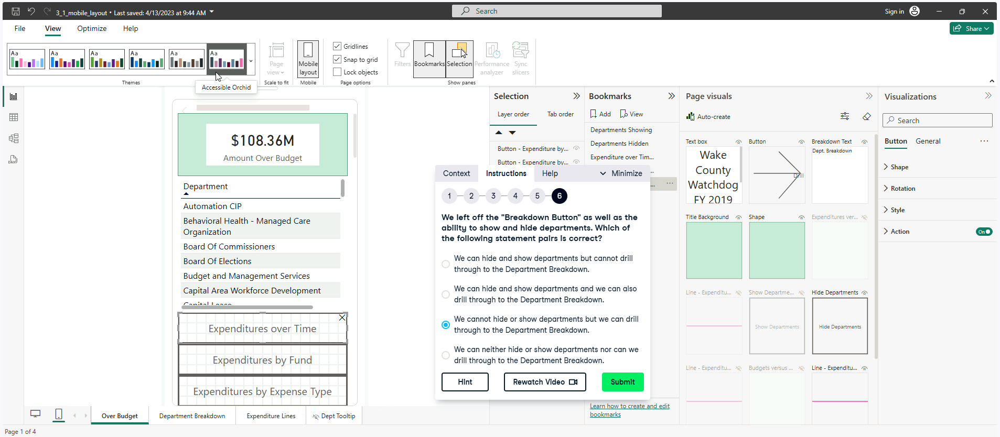 3_1_mobile_layout • Last saved: 4/13/2023 at 9:44 AM
Search
Sign in
File
View
Optimize
Help
Share
Aa
Aa
Aa
Aa
Aa
Aa
Page
view
Scale to fit
Mobile
layout
Mobile
Gridlines
Snap to grid
Lock objects
Page options
Filters
Bookmarks
Selection
Performance
analyzer
Sync
slicers
Show panes
Themes
Accessible Orchid
DAX
$108.36M
Amount Over Budget
Department
Automation CIP
Behavioral Health - Managed Care
Organization
Board Of Commissioners
Board Of Elections
Budget and Management Services
Capital Area Workforce Development
Capital Lease
Expenditures over Time
Expenditures by Fund
Expenditures by Expense Type
Selection
Layer order
Tab order
Button - Expenditure by...
Button - Expenditure by...
Bookmarks
Add
View
Departments Showing
Departments Hidden
Expenditure over Tim...
...
...
Learn how to create and edit
bookmarks
Context
Instructions
Help
Minimize
1
2
3
4
5
6
We left off the "Breakdown Button" as well as the
ability to show and hide departments. Which of
the following statement pairs is correct?
We can hide and show departments but cannot drill
through to the Department Breakdown.
We can hide and show departments and we can also
drill through to the Department Breakdown.
We cannot hide or show departments but we can drill
through to the Department Breakdown.
We can neither hide or show departments nor can we
drill through to the Department Breakdown.
Hint
Rewatch Video
Submit
Page visuals
Auto-create
Text box
Button
Breakdown Text
Wake
County
Watchdog
FY 2019
Drill
Dept. Breakdown
Title Background
Shape
Expenditures ver...
Line - Expenditu...
Show Departme...
Hide Departments
Show Departments
Hide Departments
Line - Expenditu...
Budgets versus ...
Line - Expenditu...
Visualizations
Search
Button
General
Shape
Rotation
Style
Action
On
Over Budget
Department Breakdown
Expenditure Lines
Dept Tooltip
Page 1 of 4